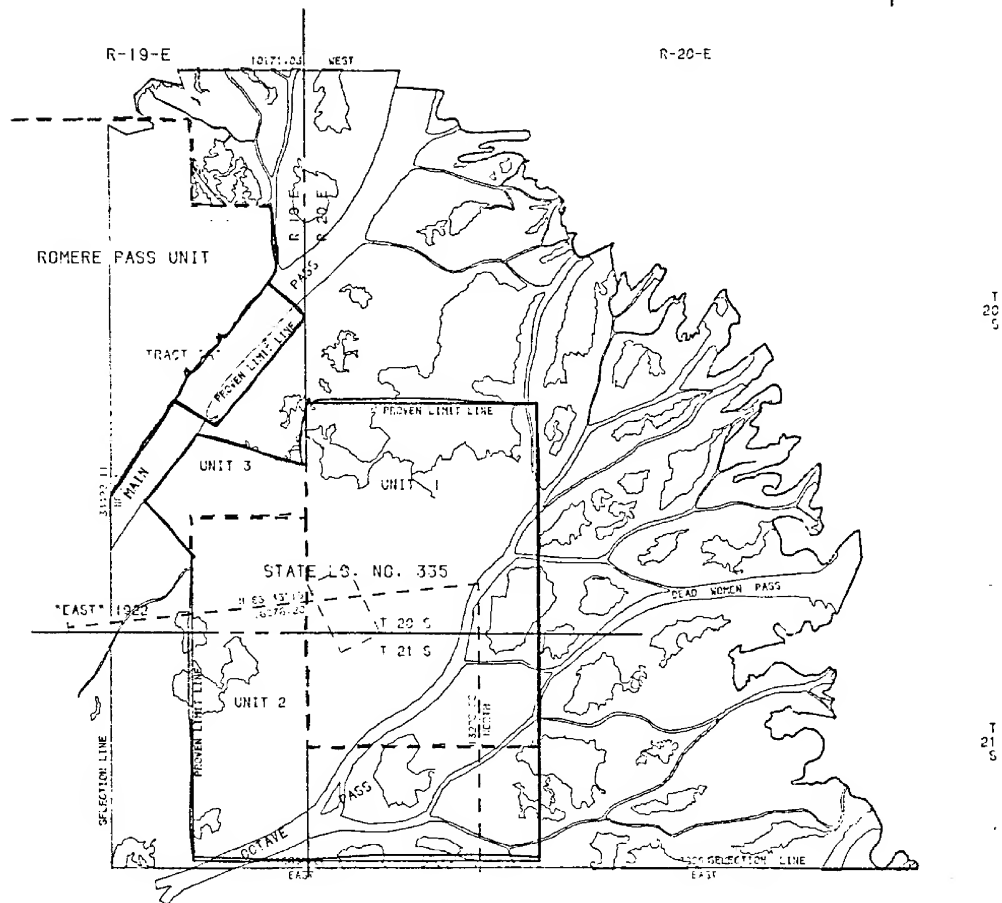 R-19-E
R-20-E
WEST
R 19 E
R 20 E
ROMERE PASS UNIT
PASS
T
20
S
TRACT
PROVEN LIMIT LINE
PROVEN LIMIT LINE
MAIN
UNIT 3
UNIT 1
STATE LS. NO. 335
"EAST" 1922
DEAD WOMEN PASS
T 20 S
T 21 S
UNIT 2
PROVEN LIMIT LINE
NORTH
T
21
S
SELECTION LINE
PASS
OCTAVE
SELECTION LINE
EAST
EAST